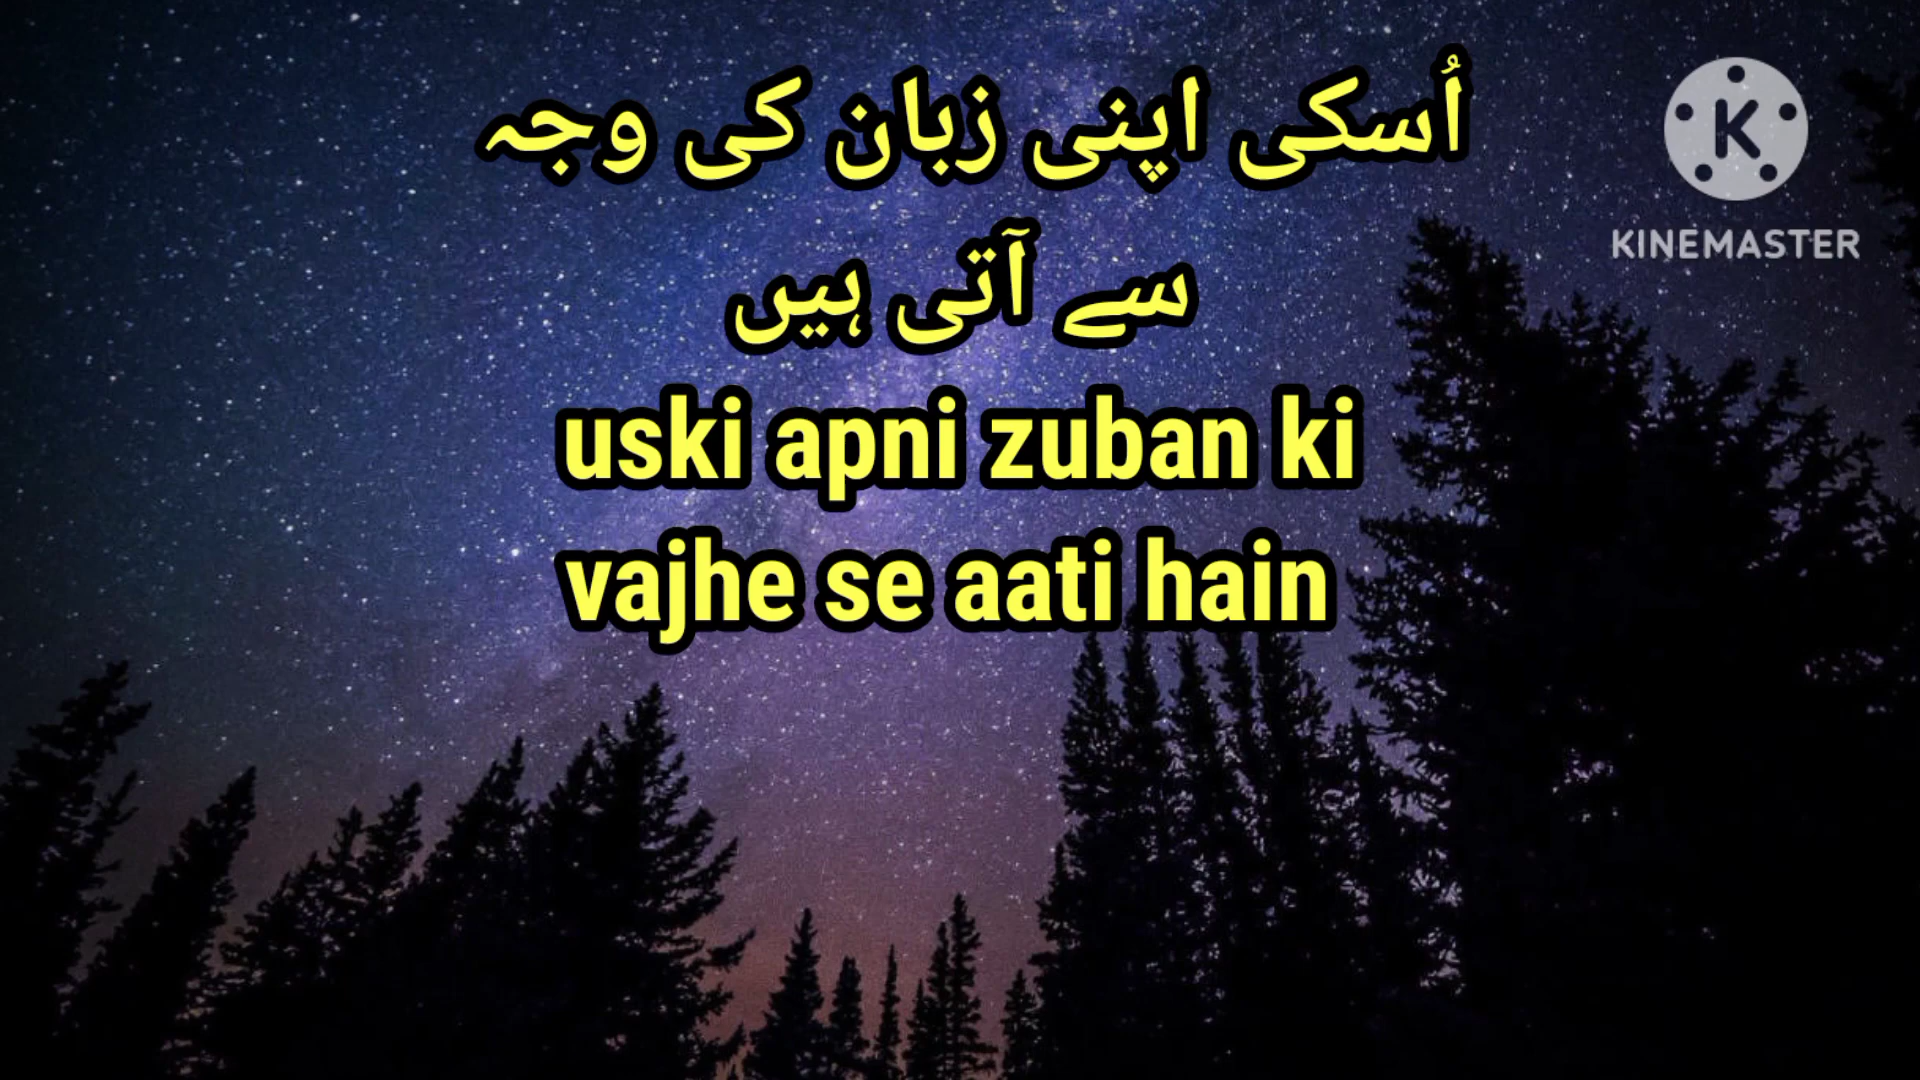 اُسکی اپنی زبان کی وجہ
سے آتی ہیں
uski apni zuban ki
vajhe se aati hain
K
KINEMASTER